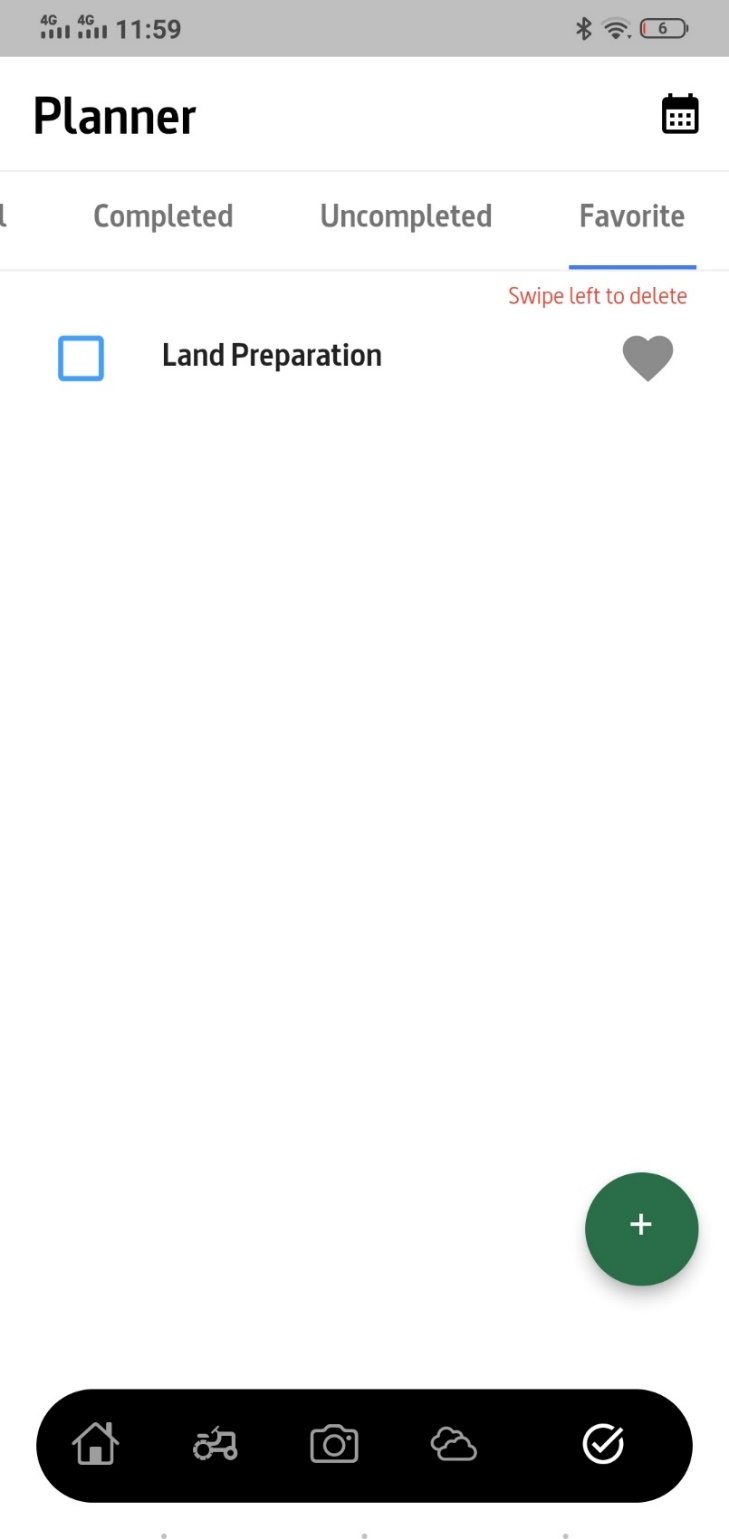 4G 4G 11:59 6
Planner
l Completed Uncompleted Favorite
Swipe left to delete
Land Preparation
+